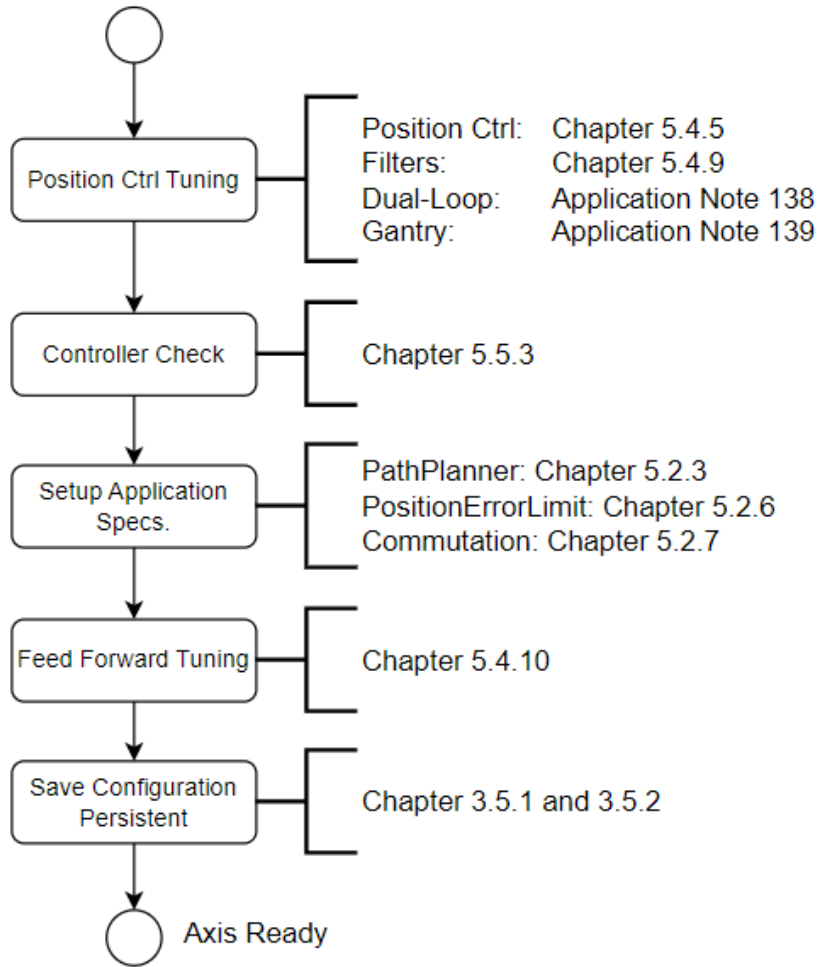 Position Ctrl Tuning
Position Ctrl: Chapter 5.4.5
Filters: Chapter 5.4.9
Dual-Loop: Application Note 138
Gantry: Application Note 139
Controller Check
Chapter 5.5.3
Setup Application
Specs.
PathPlanner: Chapter 5.2.3
PositionErrorLimit: Chapter 5.2.6
Commutation: Chapter 5.2.7
Feed Forward Tuning
Chapter 5.4.10
Save Configuration
Persistent
Chapter 3.5.1 and 3.5.2
Axis Ready